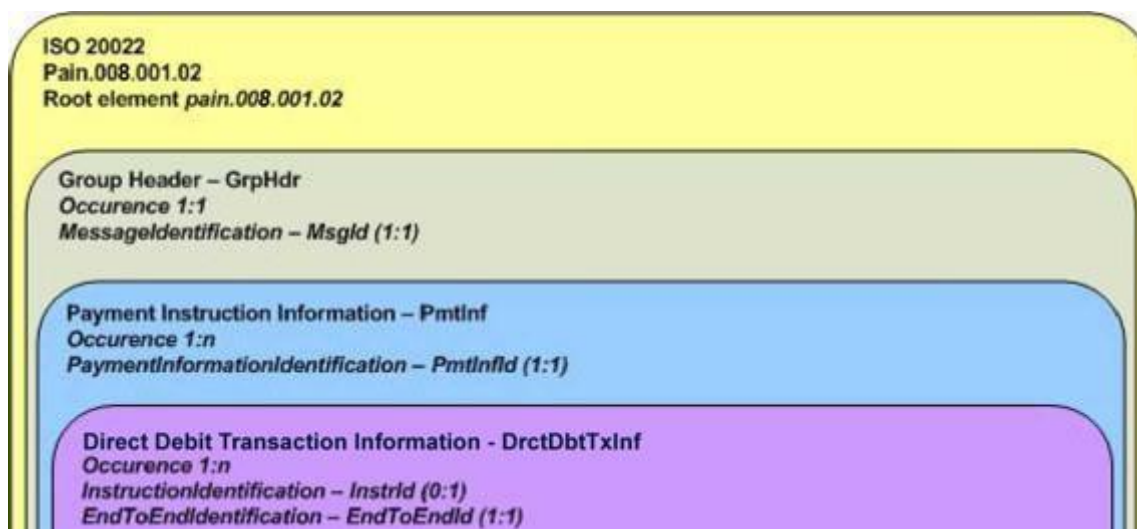 ISO 20022
Pain.008.001.02
Root element pain.008.001.02
Group Header – GrpHdr
Occurence 1:1
MessageIdentification – MsgId (1:1)
Payment Instruction Information – PmtInf
Occurence 1:n
PaymentInformationIdentification – PmtInfId (1:1)
Direct Debit Transaction Information - DrctDbtTxInf
Occurence 1:n
InstructionIdentification – InstrId (0:1)
EndToEndIdentification – EndToEndId (1:1)